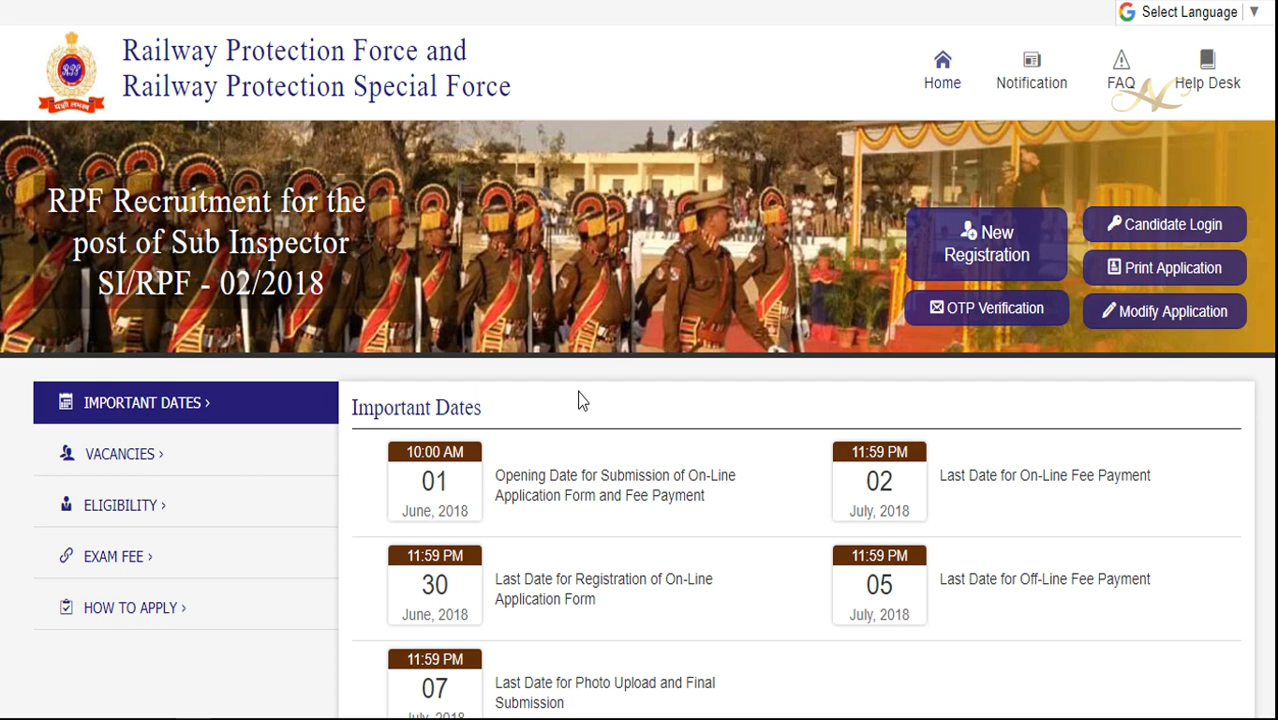 Select Language
Railway Protection Force and
Railway Protection Special Force
Home
Notification
FAQ
Help Desk
RPF Recruitment for the
post of Sub Inspector
SI/RPF - 02/2018
New
Registration
OTP Verification
Candidate Login
Print Application
Modify Application
IMPORTANT DATES ›
VACANCIES ›
ELIGIBILITY ›
EXAM FEE ›
HOW TO APPLY ›
Important Dates
10:00 AM
01
June, 2018
Opening Date for Submission of On-Line
Application Form and Fee Payment
11:59 PM
02
July, 2018
Last Date for On-Line Fee Payment
11:59 PM
30
June, 2018
Last Date for Registration of On-Line
Application Form
11:59 PM
05
July, 2018
Last Date for Off-Line Fee Payment
11:59 PM
07
July, 2018
Last Date for Photo Upload and Final
Submission